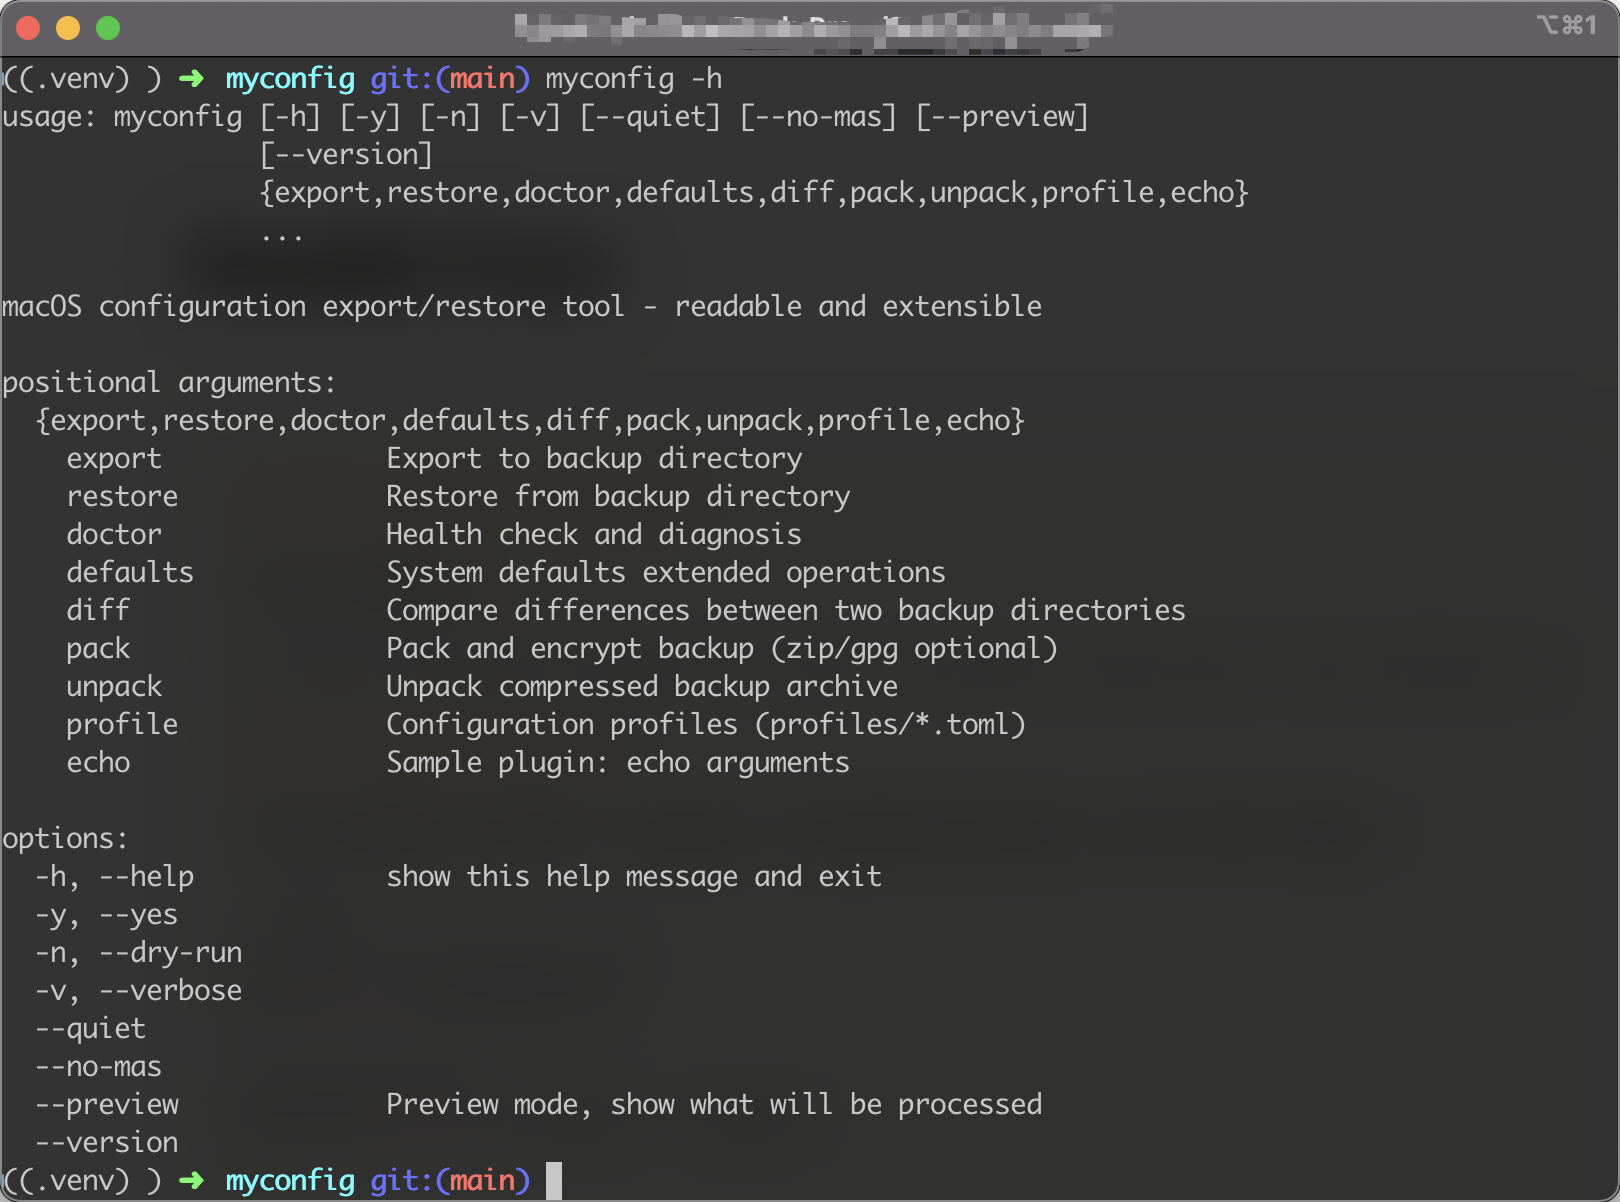 ⌥⌘1
((.venv) ) ➜ myconfig git:(main) myconfig -h
usage: myconfig [-h] [-y] [-n] [-v] [--quiet] [--no-mas] [--preview]
[--version]
{export,restore,doctor,defaults,diff,pack,unpack,profile,echo}
...
macOS configuration export/restore tool - readable and extensible
positional arguments:
{export,restore,doctor,defaults,diff,pack,unpack,profile,echo}
export Export to backup directory
restore Restore from backup directory
doctor Health check and diagnosis
defaults System defaults extended operations
diff Compare differences between two backup directories
pack Pack and encrypt backup (zip/gpg optional)
unpack Unpack compressed backup archive
profile Configuration profiles (profiles/*.toml)
echo Sample plugin: echo arguments
options:
-h, --help show this help message and exit
-y, --yes
-n, --dry-run
-v, --verbose
--quiet
--no-mas
--preview Preview mode, show what will be processed
--version
((.venv) ) ➜ myconfig git:(main)